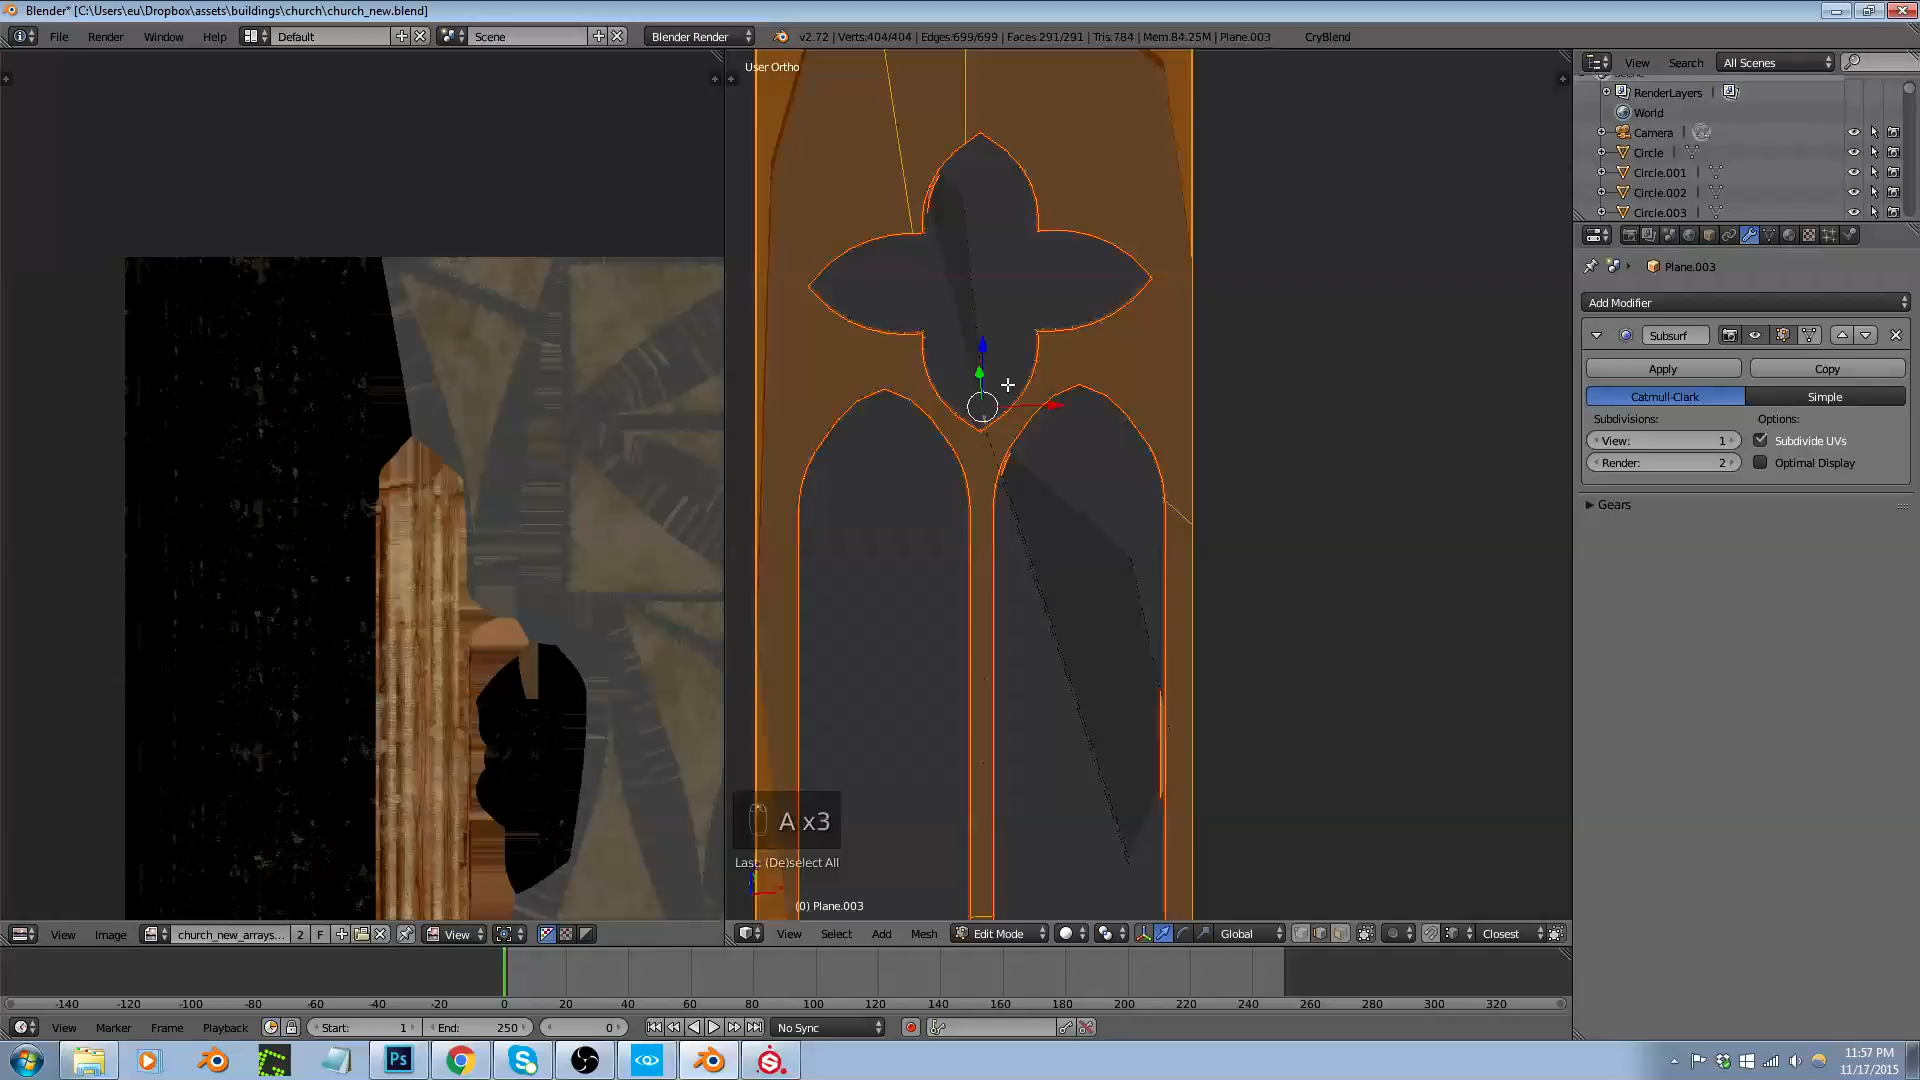 Blender* [C:\Users\eu\Dropbox\assets\buildings\church\church_new.blend]
File Render Window Help Default Scene Blender Render v2.72 | Verts:404/404 | Edges:699/699 | Faces:291/291 | Tris:784 | Mem:84.25M | Plane.003 CryBlend
User Ortho
View Search All Scenes
RenderLayers
World
Camera
Circle
Circle.001
Circle.002
Circle.003
Plane.003
Add Modifier
Subsurf
Apply Copy
Catmull-Clark Simple
Subdivisions: Options:
View: 1 Subdivide UVs
Render: 2 Optimal Display
Gears
A x3
Last: (De)select All
(0) Plane.003
View Image church_new_arrays... 2 F View
View Select Add Mesh Edit Mode Global Closest
-140 -120 -100 -80 -60 -40 -20 0 20 40 60 80 100 120 140 160 180 200 220 240 260 280 300 320
View Marker Frame Playback Start: 1 End: 250 0 No Sync
Ps
11:57 PM
11/17/2015